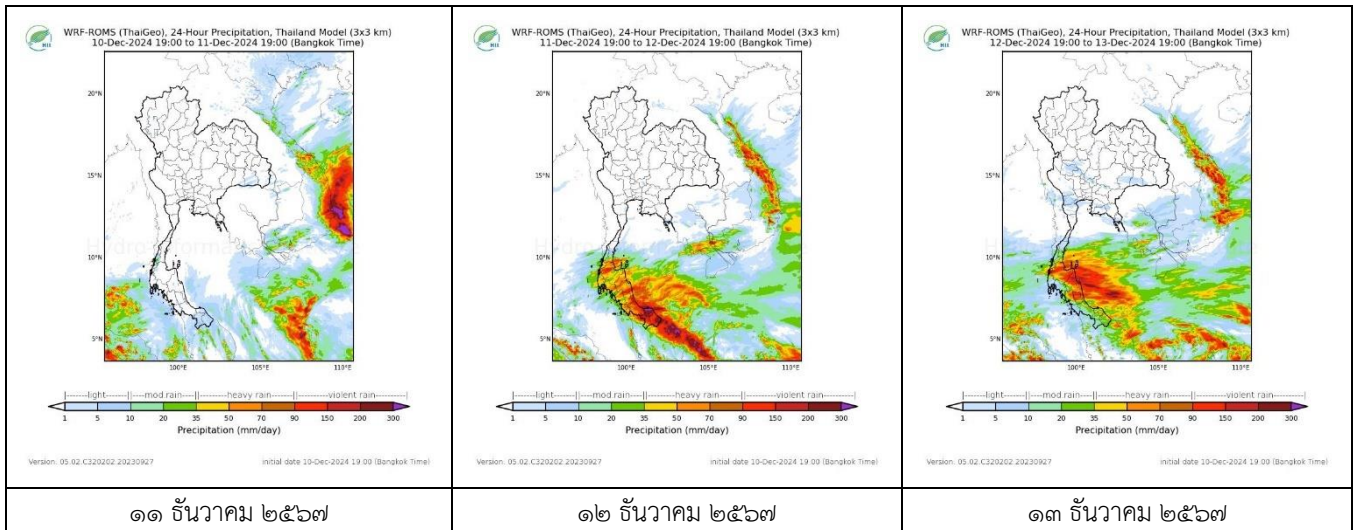 WRF-ROMS (ThaiGeo), 24-Hour Precipitation, Thailand Model (3x3 km)
10-Dec-2024 19:00 to 11-Dec-2024 19:00 (Bangkok Time)
20°N
15°N
10°N
5°N
100°E 105°E 110°E
light mod rain heavy rain violent rain
1 5 10 20 35 50 70 90 150 200 300
Precipitation (mm/day)
Version: 05.02.C320202.20230927 initial date 10-Dec-2024 19:00 (Bangkok Time)
๑๑ ธันวาคม ๒๕๖๗
WRF-ROMS (ThaiGeo), 24-Hour Precipitation, Thailand Model (3x3 km)
11-Dec-2024 19:00 to 12-Dec-2024 19:00 (Bangkok Time)
20°N
15°N
10°N
5°N
100°E 105°E 110°E
light mod rain heavy rain violent rain
1 5 10 20 35 50 70 90 150 200 300
Precipitation (mm/day)
Version: 05.02.C320202.20230927 initial date 10-Dec-2024 19:00 (Bangkok Time)
๑๒ ธันวาคม ๒๕๖๗
WRF-ROMS (ThaiGeo), 24-Hour Precipitation, Thailand Model (3x3 km)
12-Dec-2024 19:00 to 13-Dec-2024 19:00 (Bangkok Time)
20°N
15°N
10°N
5°N
100°E 105°E 110°E
light mod rain heavy rain violent rain
1 5 10 20 35 50 70 90 150 200 300
Precipitation (mm/day)
Version: 05.02.C320202.20230927 initial date 10-Dec-2024 19:00 (Bangkok Time)
๑๓ ธันวาคม ๒๕๖๗